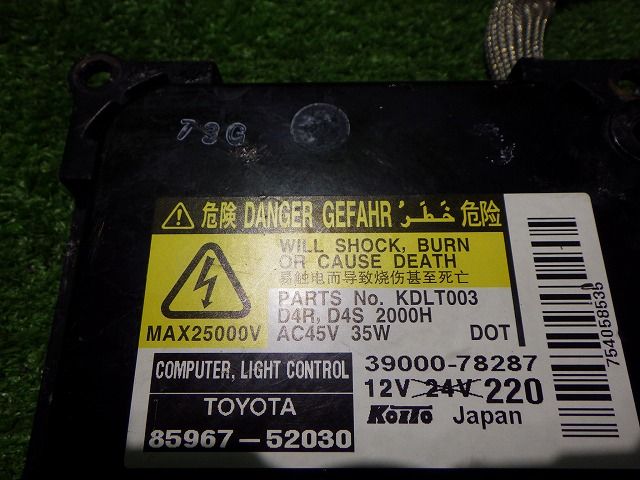 T3G
危険 DANGER GEFAHR خَطَرْ 危险
WILL SHOCK, BURN
OR CAUSE DEATH
易触电而导致烧伤甚至死亡
MAX25000V
PARTS No. KDLT003
D4R, D4S 2000H
AC45V 35W DOT
COMPUTER, LIGHT CONTROL
TOYOTA
85967-52030
39000-78287
12V 24V 220
KOITO Japan
754058535